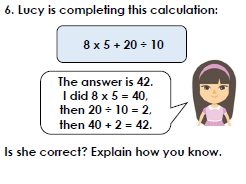 6. Lucy is completing this calculation:
8 x 5 + 20 ÷ 10
The answer is 42.
I did 8 x 5 = 40,
then 20 ÷ 10 = 2,
then 40 + 2 = 42.
Is she correct? Explain how you know.